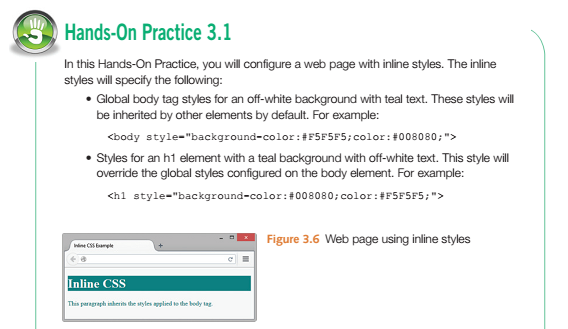 Hands-On Practice 3.1
In this Hands-On Practice, you will configure a web page with inline styles. The inline
styles will specify the following:
• Global body tag styles for an off-white background with teal text. These styles will
be inherited by other elements by default. For example:
<body style="background-color:#F5F5F5;color:#008080;">
• Styles for an h1 element with a teal background with off-white text. This style will
override the global styles configured on the body element. For example:
<h1 style="background-color:#008080;color:#F5F5F5;">
Figure 3.6 Web page using inline styles
Inline CSS Example
Inline CSS
This paragraph inherits the styles applied to the body tag.